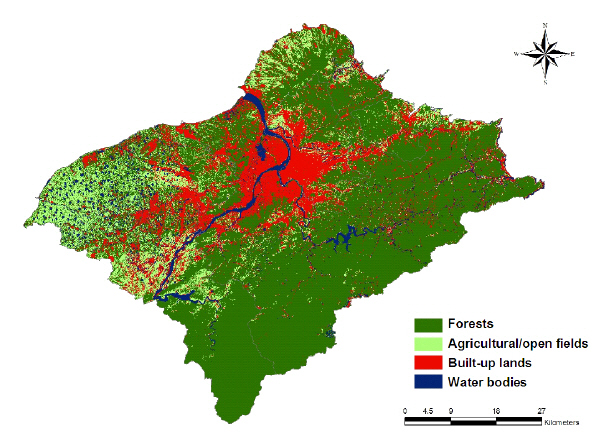 N
W
E
S
Forests
Agricultural/open fields
Built-up lands
Water bodies
0 4.5 9 18 27
Kilometers